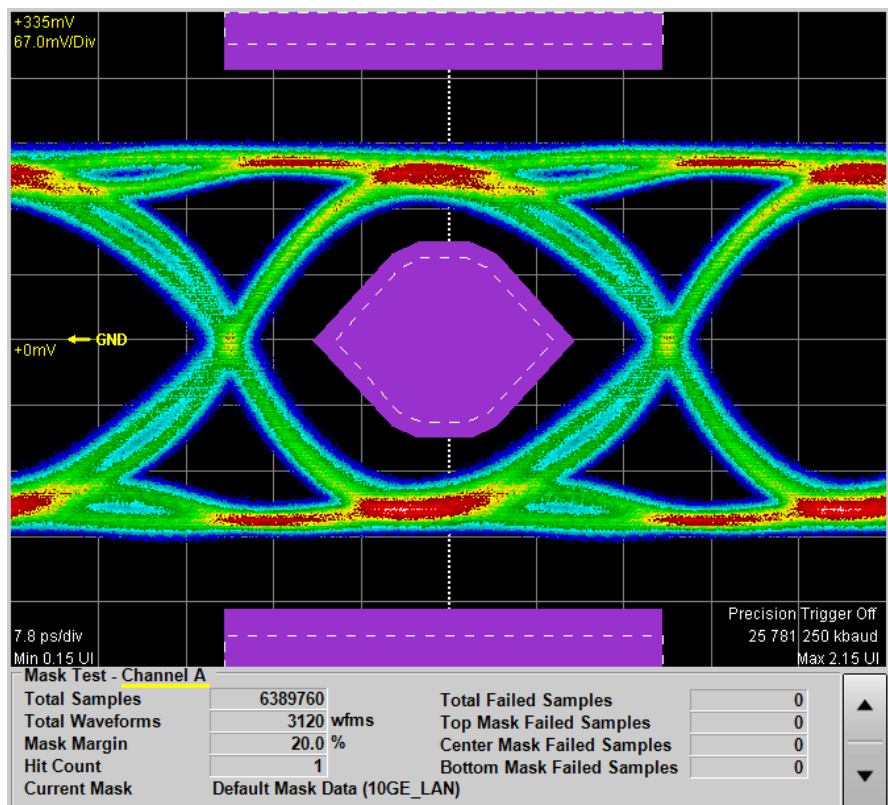 +335mV
67.0mV/Div
GND
+0mV
Precision Trigger Off
7.8 ps/div
25 781 250 kbaud
Min 0.15 UI
Max 2.15 UI
Mask Test - Channel A
Total Samples 6389760
Total Failed Samples 0
Total Waveforms 3120 wfms
Top Mask Failed Samples 0
Mask Margin 20.0 %
Center Mask Failed Samples 0
Hit Count 1
Bottom Mask Failed Samples 0
Current Mask Default Mask Data (10GE_LAN)